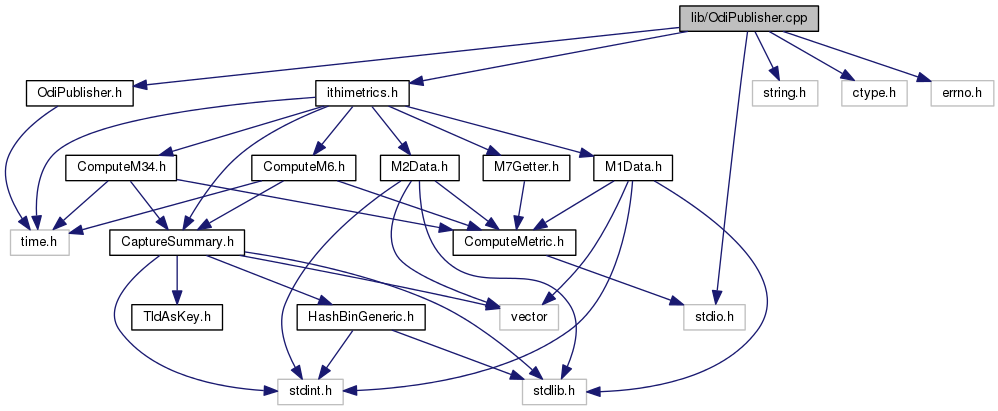 lib/OdiPublisher.cpp
OdiPublisher.h
ithimetrics.h
string.h
ctype.h
errno.h
ComputeM34.h
ComputeM6.h
M2Data.h
M7Getter.h
M1Data.h
time.h
CaptureSummary.h
ComputeMetric.h
TldAsKey.h
HashBinGeneric.h
vector
stdio.h
stdint.h
stdlib.h